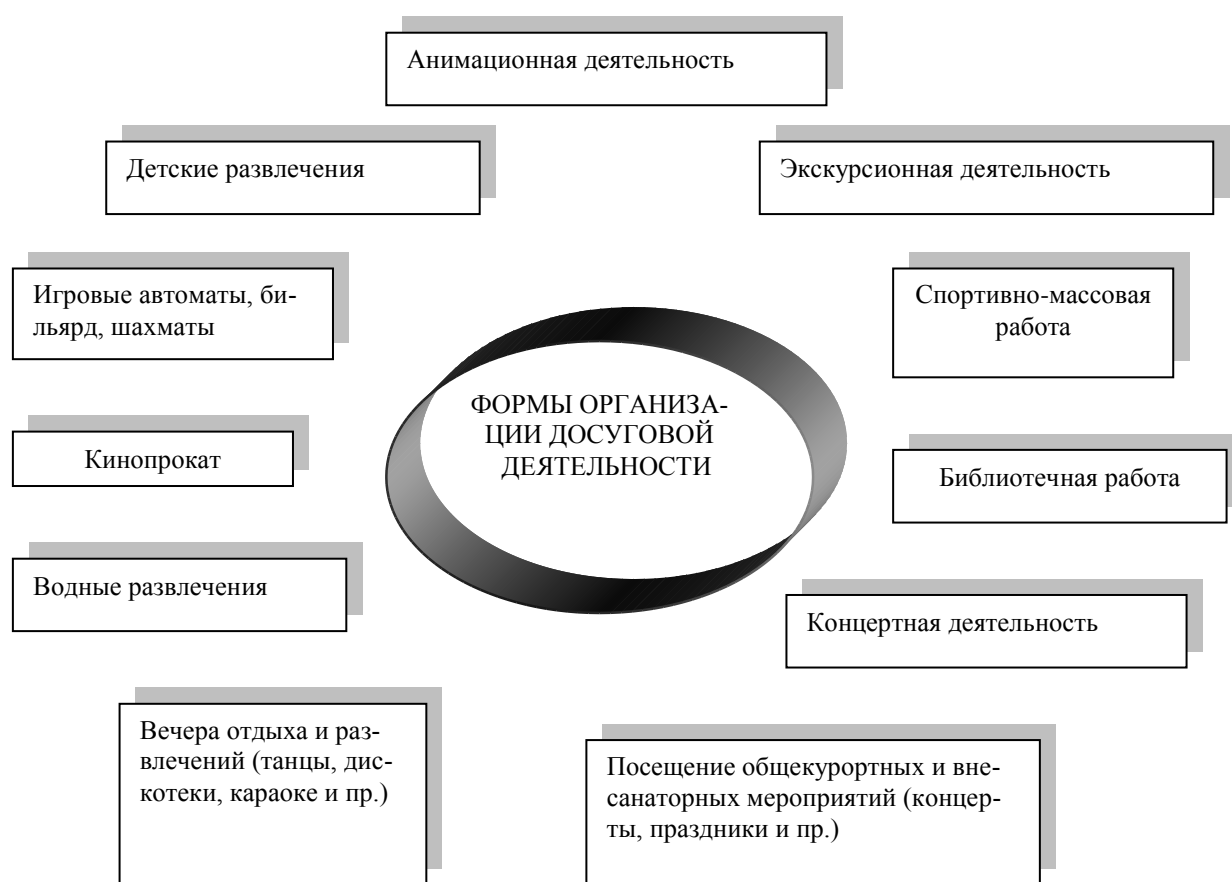 Анимационная деятельность
Детские развлечения
Экскурсионная деятельность
Игровые автоматы, би-
льярд, шахматы
Спортивно-массовая
работа
ФОРМЫ ОРГАНИЗА-
ЦИИ ДОСУГОВОЙ
ДЕЯТЕЛЬНОСТИ
Кинопрокат
Библиотечная работа
Водные развлечения
Концертная деятельность
Вечера отдыха и раз-
влечений (танцы, дис-
котеки, караоке и пр.)
Посещение общекурортных и вне-
санаторных мероприятий (концер-
ты, праздники и пр.)